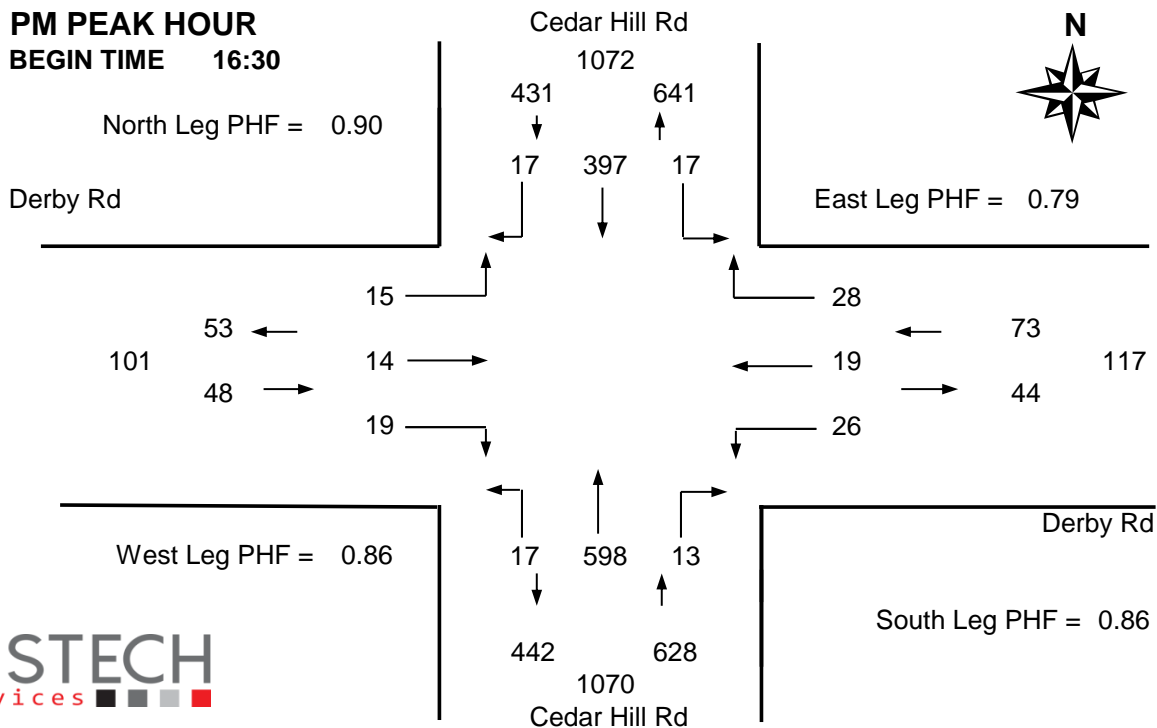 PM PEAK HOUR
BEGIN TIME 16:30
Cedar Hill Rd
1072
N
431 641
North Leg PHF = 0.90
17 397 17
Derby Rd
East Leg PHF = 0.79
15 28
53 73
101 14 19 117
48 44
19 26
Derby Rd
West Leg PHF = 0.86
17 598 13
South Leg PHF = 0.86
STECH
vices
442 628
1070
Cedar Hill Rd